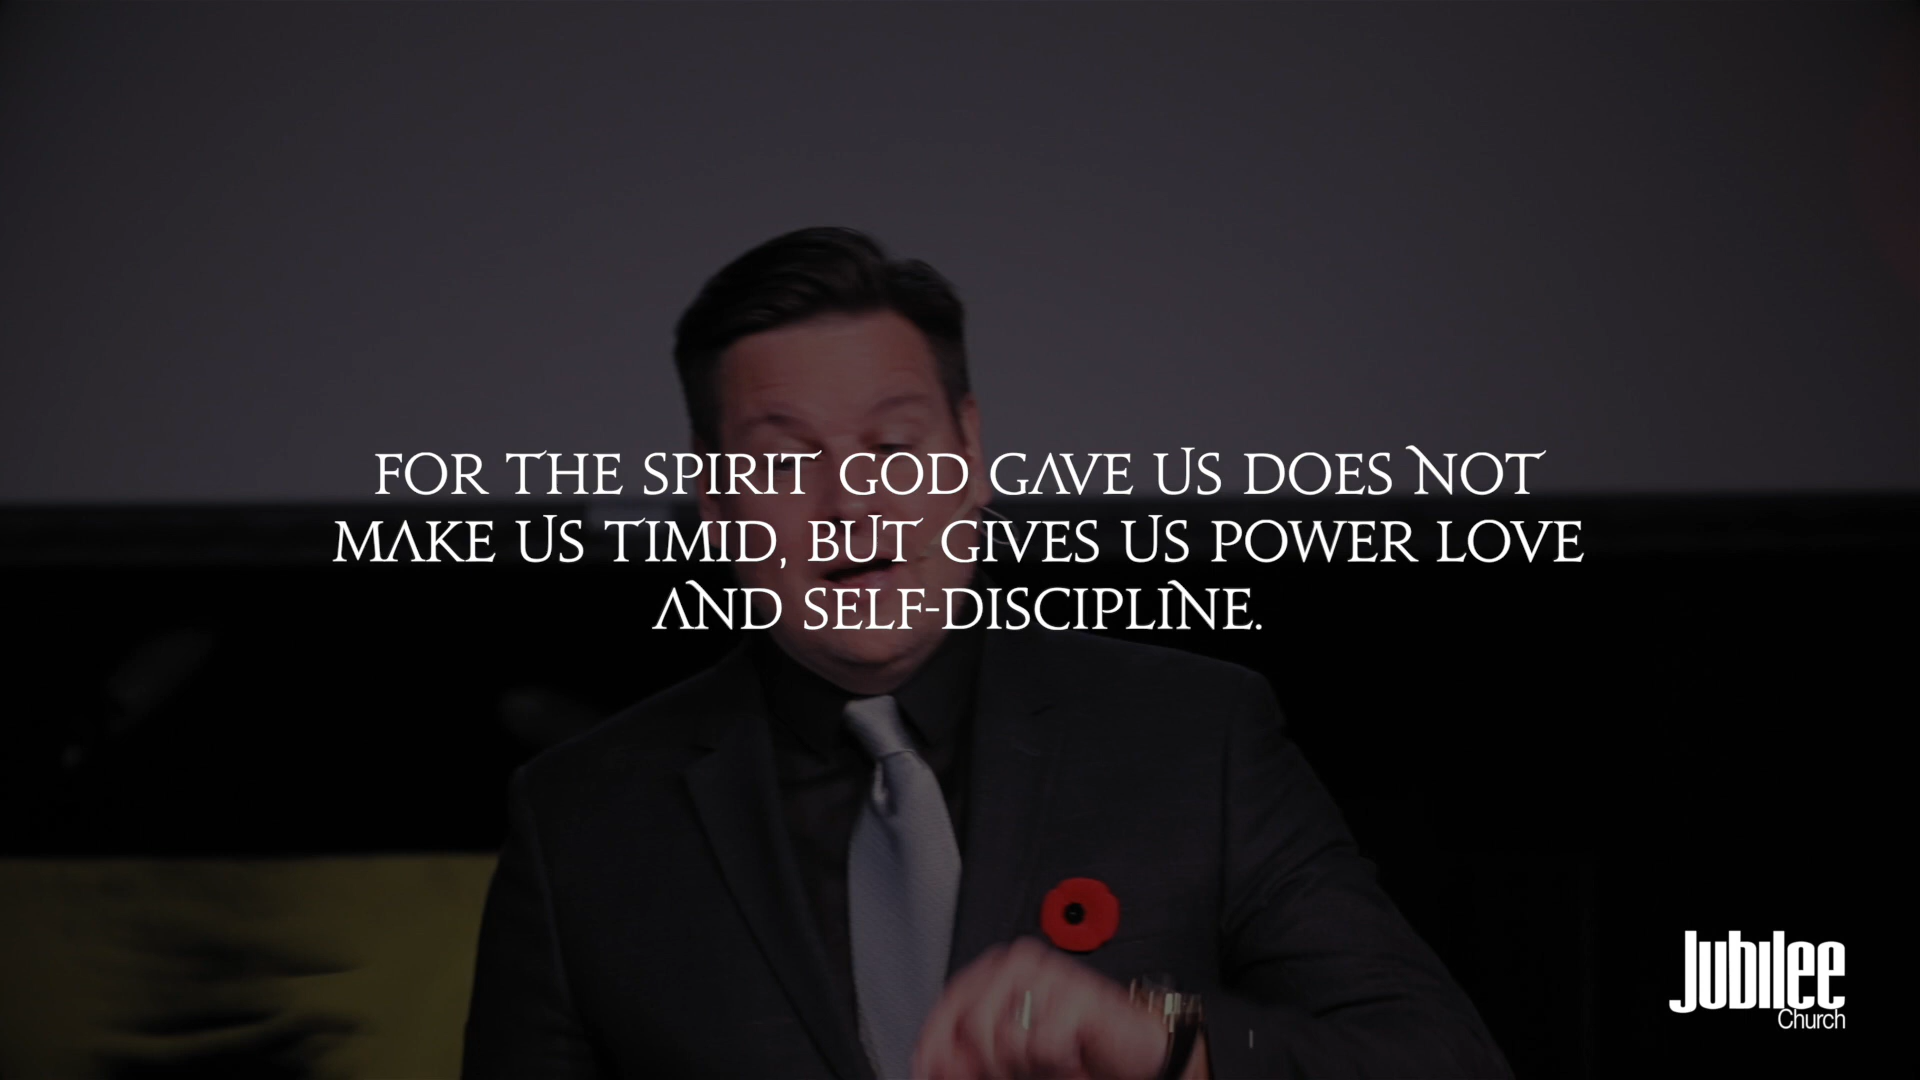 FOR THE SPIRIT GOD GAVE US DOES NOT
MAKE US TIMID, BUT GIVES US POWER LOVE
AND SELF-DISCIPLINE.
Jubilee
Church